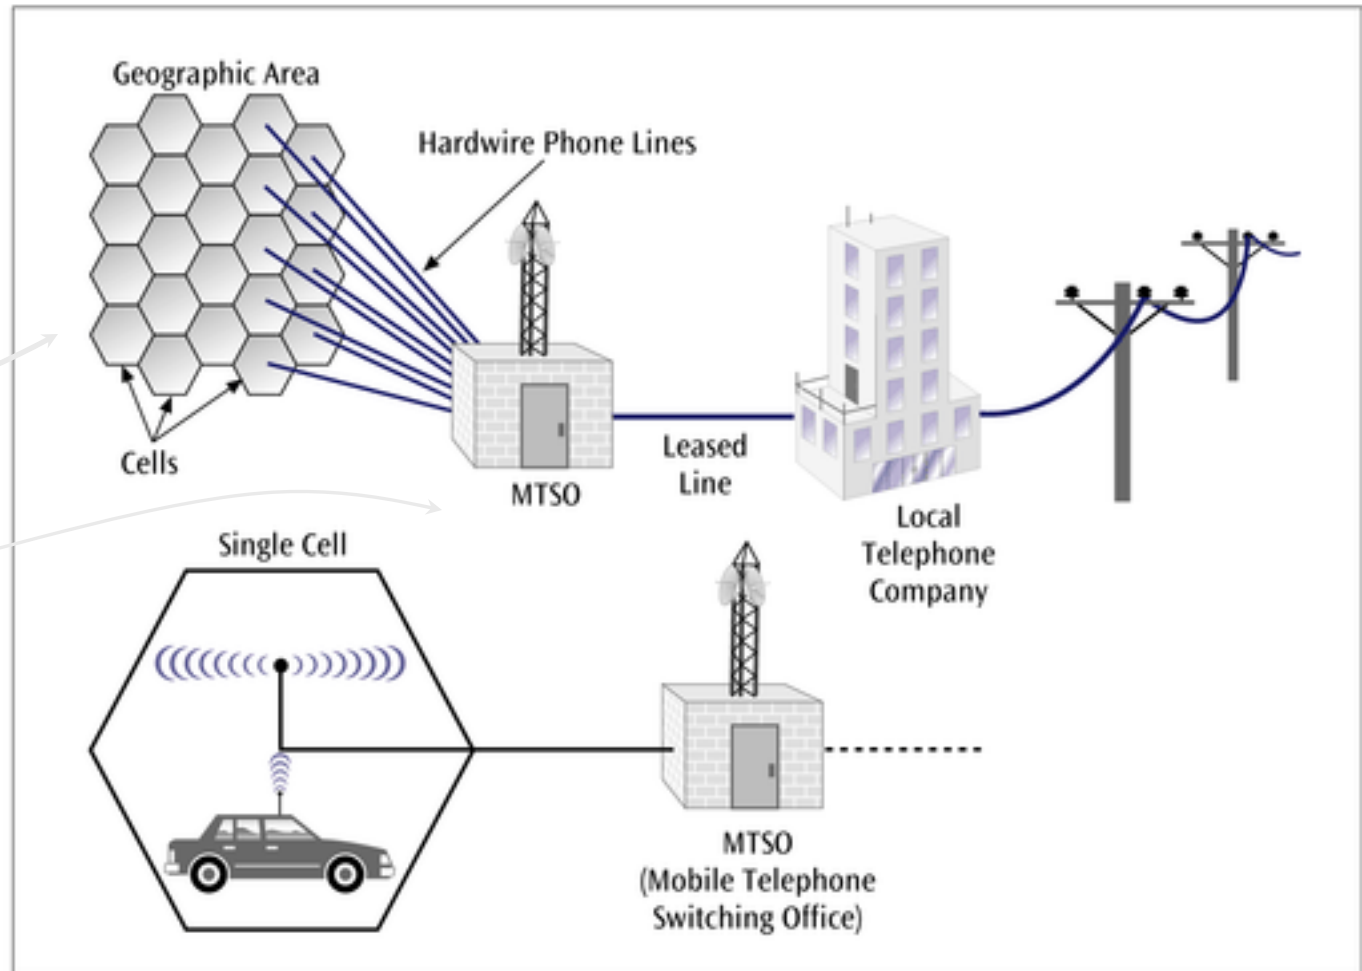 Geographic Area
Hardwire Phone Lines
Cells
MTSO
Leased
Line
Local
Telephone
Company
Single Cell
MTSO
(Mobile Telephone
Switching Office)